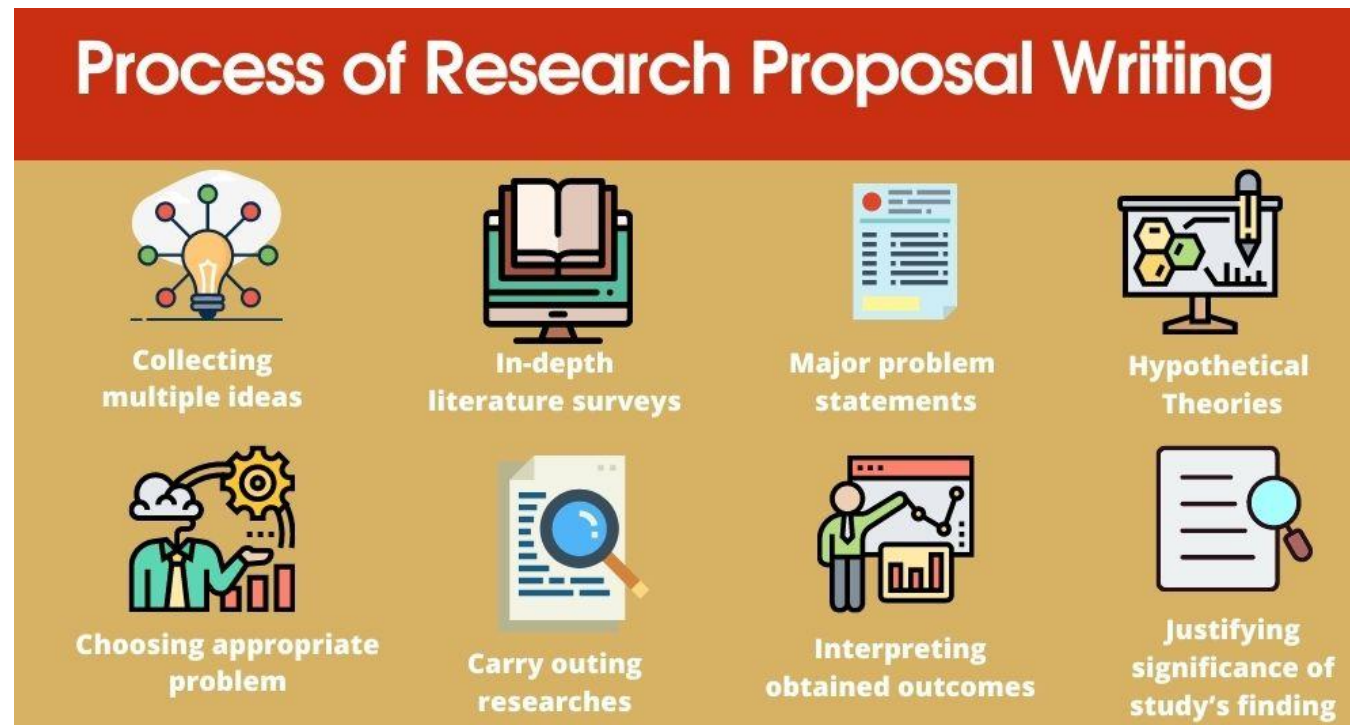 Process of Research Proposal Writing
Collecting
multiple ideas
In-depth
literature surveys
Major problem
statements
Hypothetical
Theories
Choosing appropriate
problem
Carry outing
researches
Interpreting
obtained outcomes
Justifying
significance of
study's finding